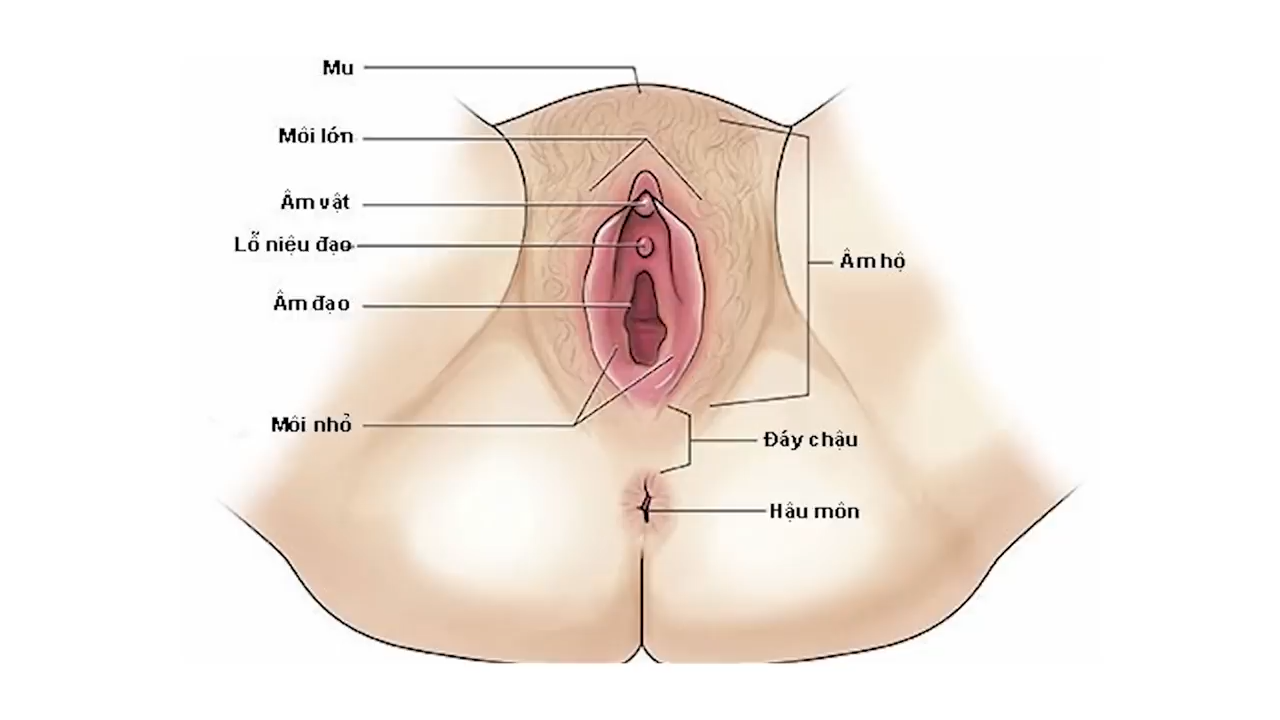 Mu
Môi lớn
Âm vật
Lỗ niệu đạo
Âm đạo
Môi nhỏ
Âm hộ
Đáy chậu
Hậu môn